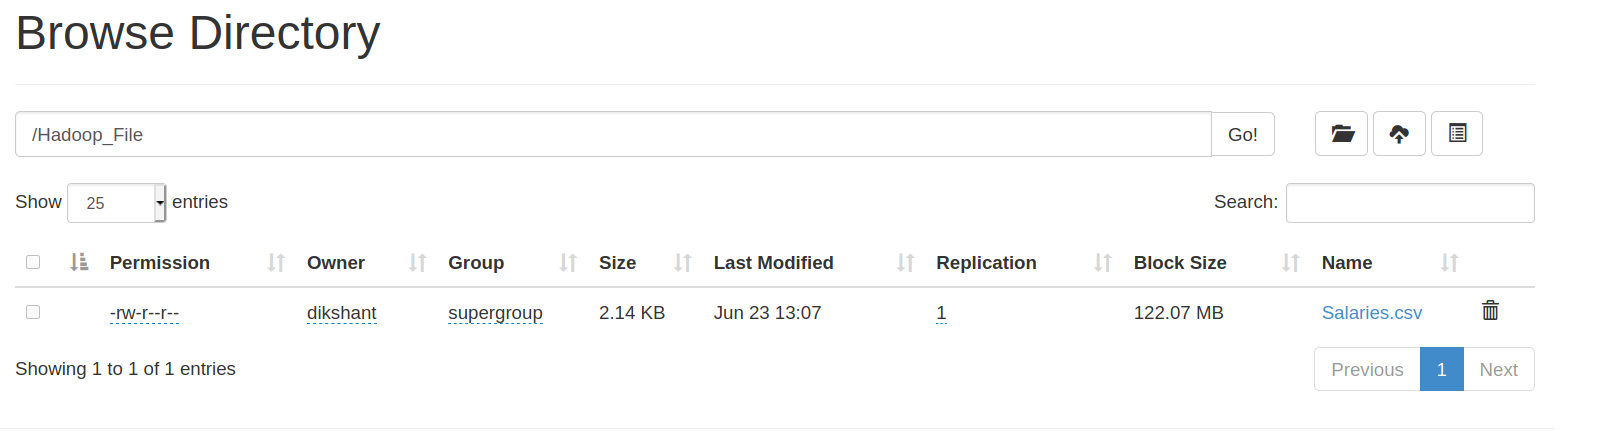 Browse Directory
/Hadoop_File Go!
Show 25 entries Search:
Permission Owner Group Size Last Modified Replication Block Size Name
-rw-r--r-- dikshant supergroup 2.14 KB Jun 23 13:07 1 122.07 MB Salaries.csv
Showing 1 to 1 of 1 entries Previous 1 Next